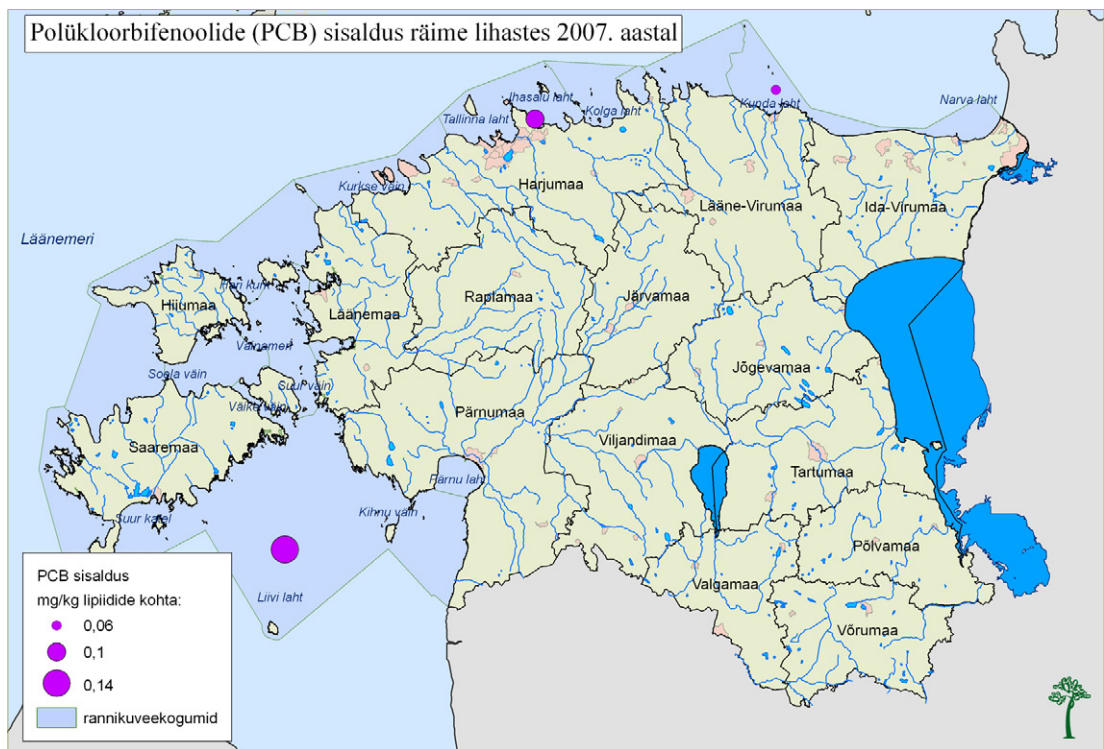 Polükloorbifenoolide (PCB) sisaldus räime lihastes 2007. aastal
Ihasalu laht
Kolga laht
Kunda laht
Narva laht
Tallinna laht
Kurkse väin
Harjumaa
Lääne-Virumaa
Ida-Virumaa
Läänemeri
Hari kurk
Hiiumaa
Läänemaa
Raplamaa
Järvamaa
Väinameri
Soela väin
Suur väin
Väike väin
Jõgevamaa
Pärnumaa
Viljandimaa
Saaremaa
Tartumaa
Pärnu laht
Kihnu väin
Suur katel
Põlvamaa
Valgamaa
Liivi laht
Võrumaa
PCB sisaldus
mg/kg lipiidide kohta:
0,06
0,1
0,14
rannikuveekogumid